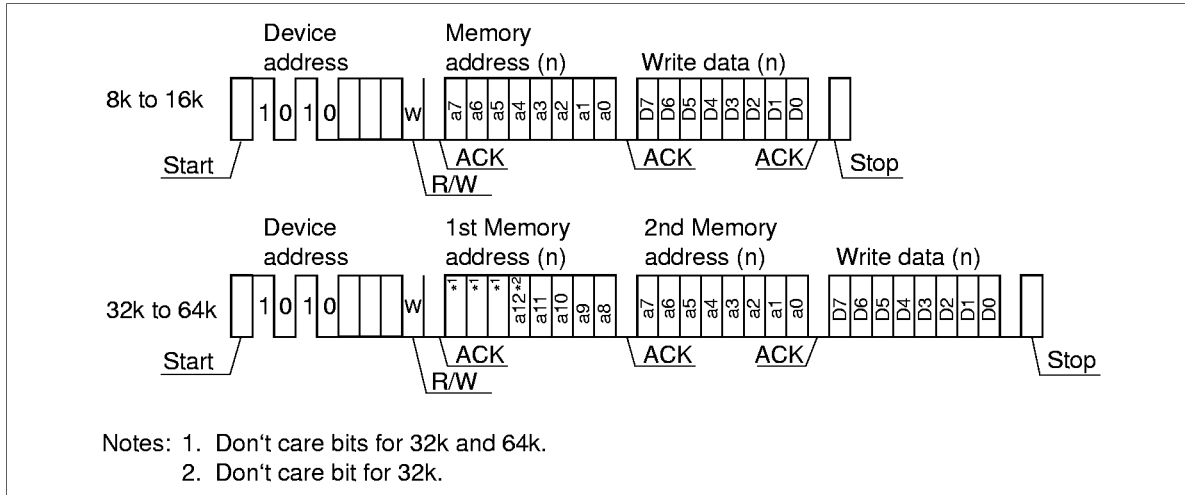 Device Memory
address address (n) Write data (n)
8k to 16k 1 0 1 0 W a7 a6 a5 a4 a3 a2 a1 a0 D7 D6 D5 D4 D3 D2 D1 D0
Start ACK ACK ACK Stop
R/W
Device 1st Memory 2nd Memory
address address (n) address (n) Write data (n)
32k to 64k 1 0 1 0 W *1 *1 *1 a12*2 a11 a10 a9 a8 a7 a6 a5 a4 a3 a2 a1 a0 D7 D6 D5 D4 D3 D2 D1 D0
Start ACK ACK ACK Stop
R/W
Notes: 1. Don't care bits for 32k and 64k.
2. Don't care bit for 32k.